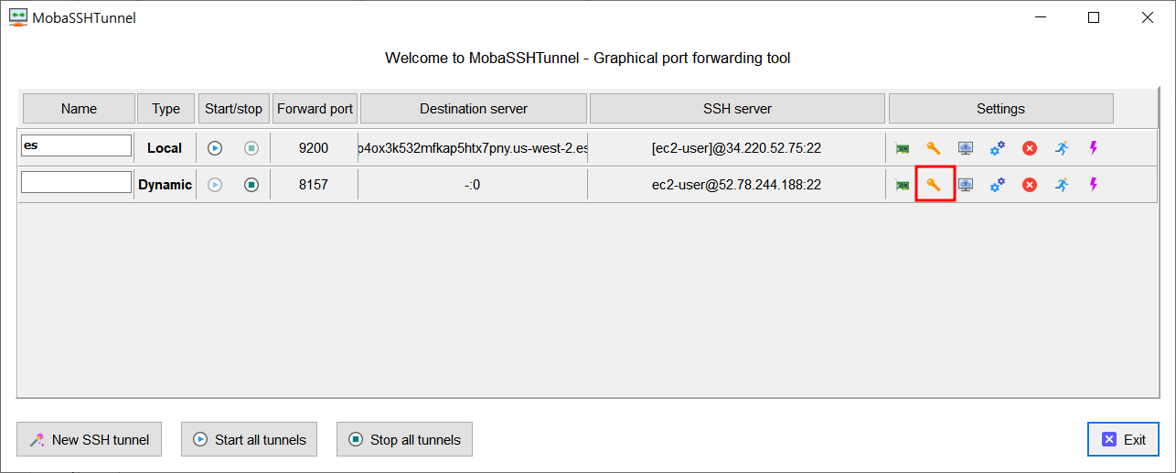 MobaSSHTunnel
Welcome to MobaSSHTunnel - Graphical port forwarding tool
Name Type Start/stop Forward port Destination server SSH server Settings
es Local 9200 o4ox3k532mfkap5htx7pny.us-west-2.es [ec2-user]@34.220.52.75:22
Dynamic 8157 -:0 ec2-user@52.78.244.188:22
New SSH tunnel Start all tunnels Stop all tunnels Exit